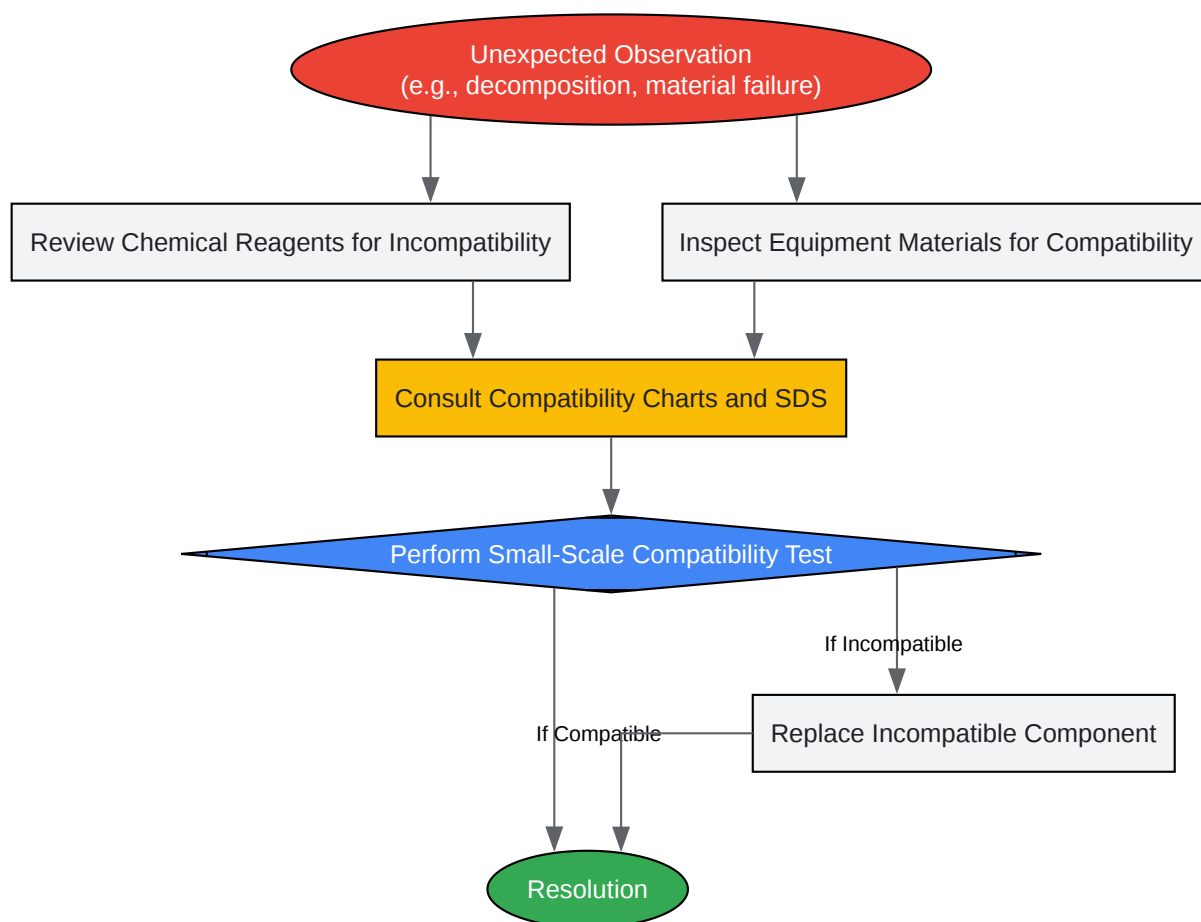 Unexpected Observation
(e.g., decomposition, material failure)
Review Chemical Reagents for Incompatibility
Inspect Equipment Materials for Compatibility
Consult Compatibility Charts and SDS
Perform Small-Scale Compatibility Test
If Incompatible
If Compatible
Replace Incompatible Component
Resolution